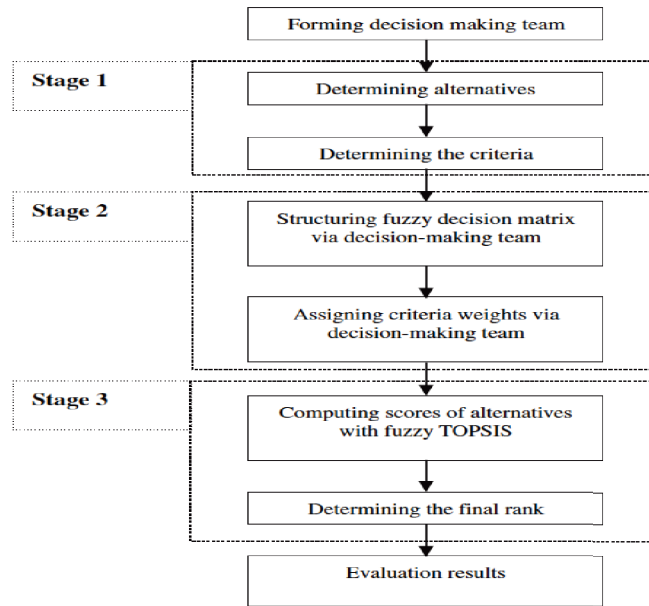 Forming decision making team
Stage 1
Determining alternatives
Determining the criteria
Stage 2
Structuring fuzzy decision matrix
via decision-making team
Assigning criteria weights via
decision-making team
Stage 3
Computing scores of alternatives
with fuzzy TOPSIS
Determining the final rank
Evaluation results